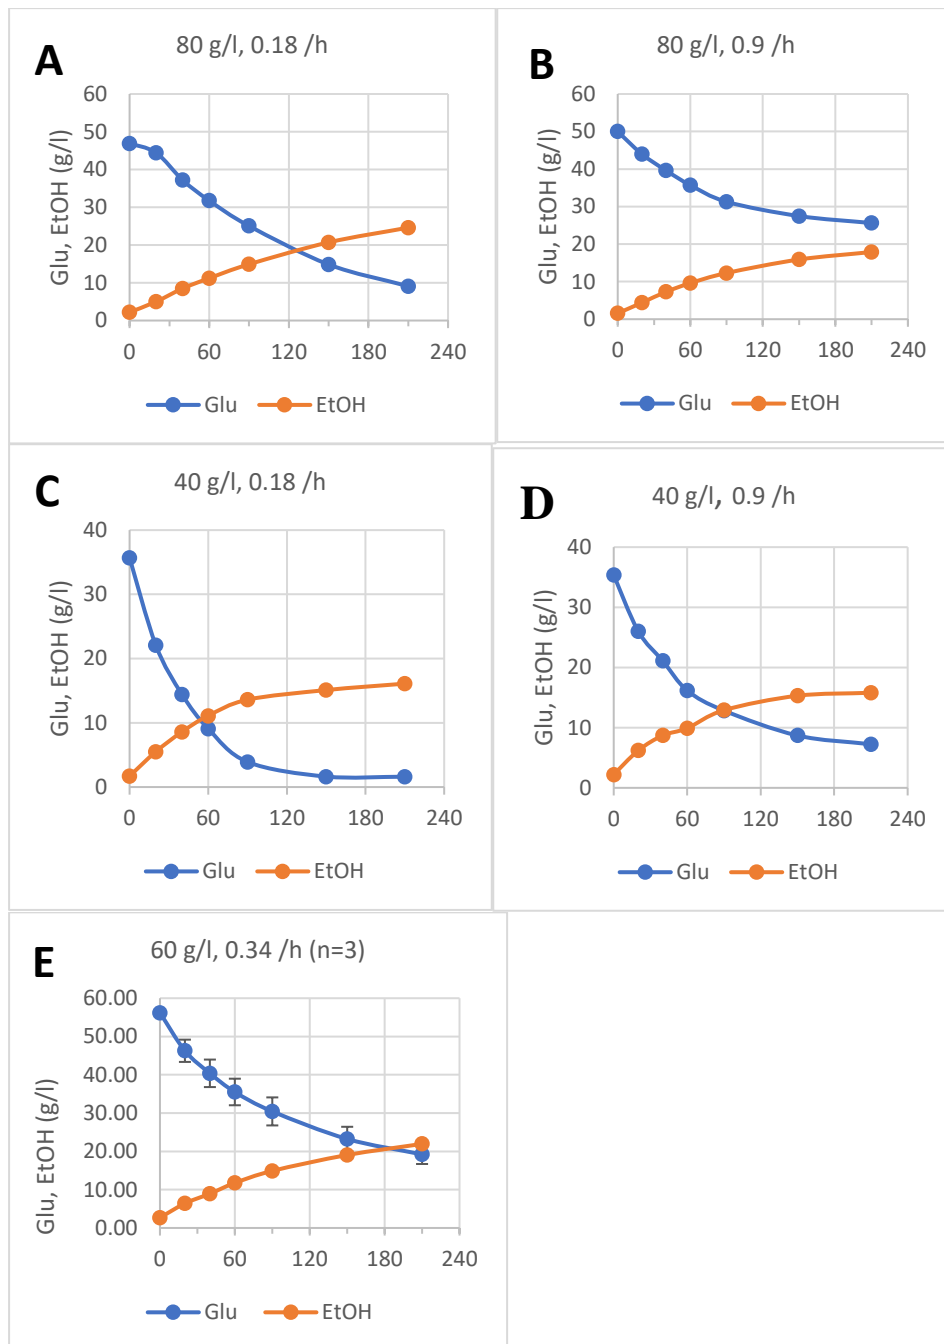 A
80 g/l, 0.18 /h
Glu, EtOH (g/l)
60
50
40
30
20
10
0
0 60 120 180 240
Glu EtOH
B
80 g/l, 0.9 /h
Glu, EtOH (g/l)
60
50
40
30
20
10
0
0 60 120 180 240
Glu EtOH
C
40 g/l, 0.18 /h
Glu, EtOH (g/l)
40
30
20
10
0
0 60 120 180 240
Glu EtOH
D
40 g/l, 0.9 /h
Glu, EtOH (g/l)
40
30
20
10
0
0 60 120 180 240
Glu EtOH
E
60 g/l, 0.34 /h (n=3)
Glu, EtOH (g/l)
60.00
50.00
40.00
30.00
20.00
10.00
0.00
0 60 120 180 240
Glu EtOH